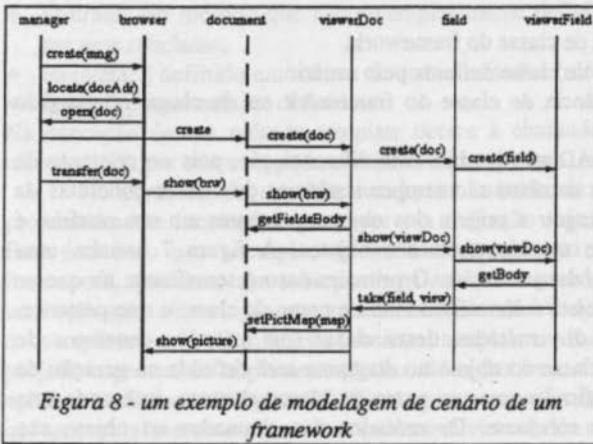 manager browser document viewerDoc field viewerField
create(mng)
locate(docAdr)
open(doc)
create
create(doc)
create(doc)
create(field)
transfer(doc)
show(brw)
show(brw)
getFieldsBody
show(viewDoc)
show(viewDoc)
getBody
take(field, view)
setPictMap(map)
show(picture)
Figura 8 - um exemplo de modelagem de cenário de um
framework